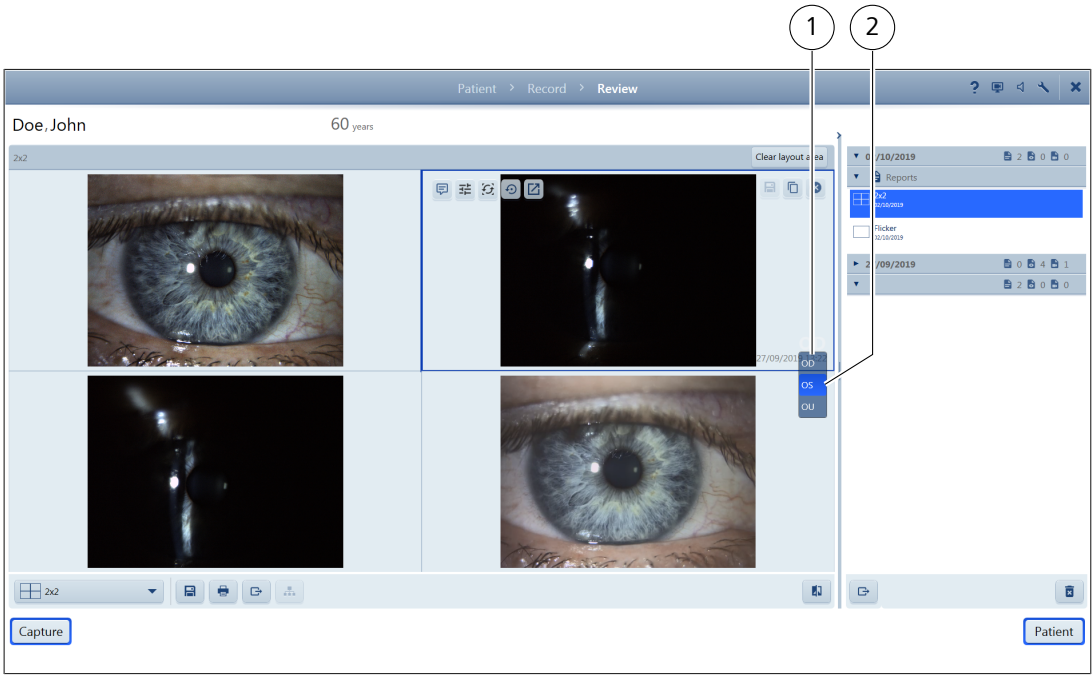 1 2
Patient > Record > Review ?
Doe, John 60 years
2x2 Clear layout area
10/2019 2 0 0
Reports
2x2
02/10/2019
Flicker
02/10/2019
/09/2019 0 4 1
2 0 0
27/09/201
OD
OS
OU
2x2
Capture Patient